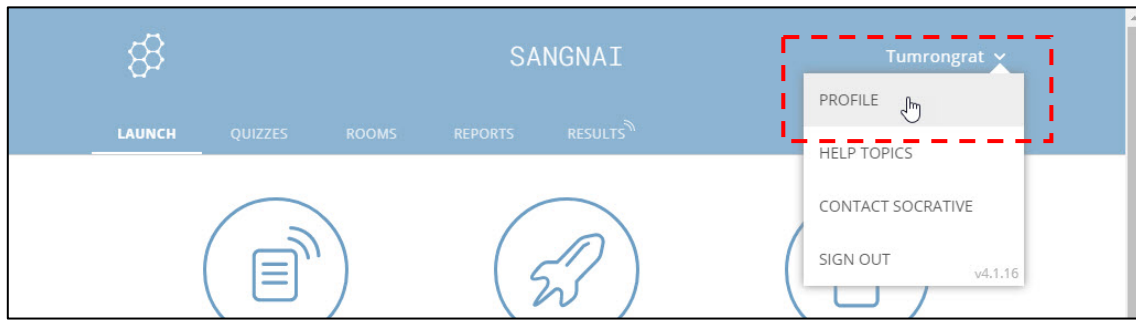 SANGNAI
Tumrongrat
PROFILE
LAUNCH QUIZZES ROOMS REPORTS RESULTS
HELP TOPICS
CONTACT SOCRATIVE
SIGN OUT
v4.1.16